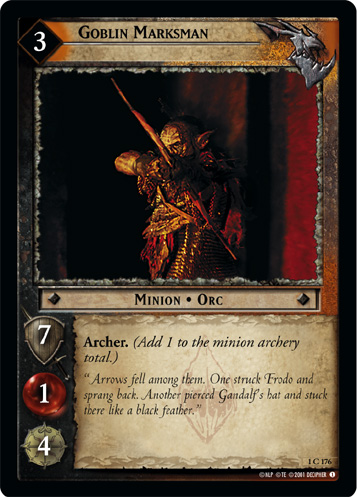 3
GOBLIN MARKSMAN
MINION • ORC
7
Archer. (Add 1 to the minion archery
total.)
1
“Arrows fell among them. One struck Frodo and
sprang back. Another pierced Gandalf's hat and stuck
there like a black feather.”
4
1 C 176
©NLP ™TE ©2001 DECIPHER 1